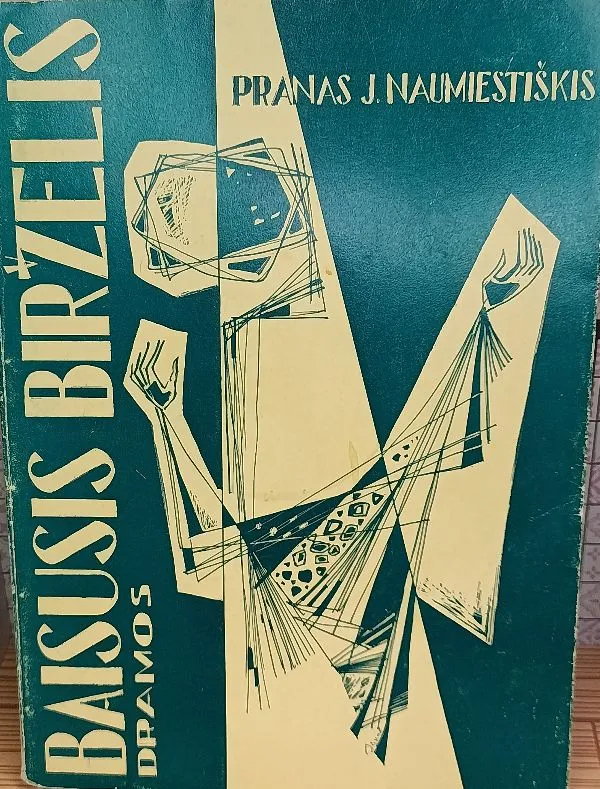 PRANAS J. NAUMIESTIŠKIS
BAISUSIS BIRŽELIS
DRAMOS